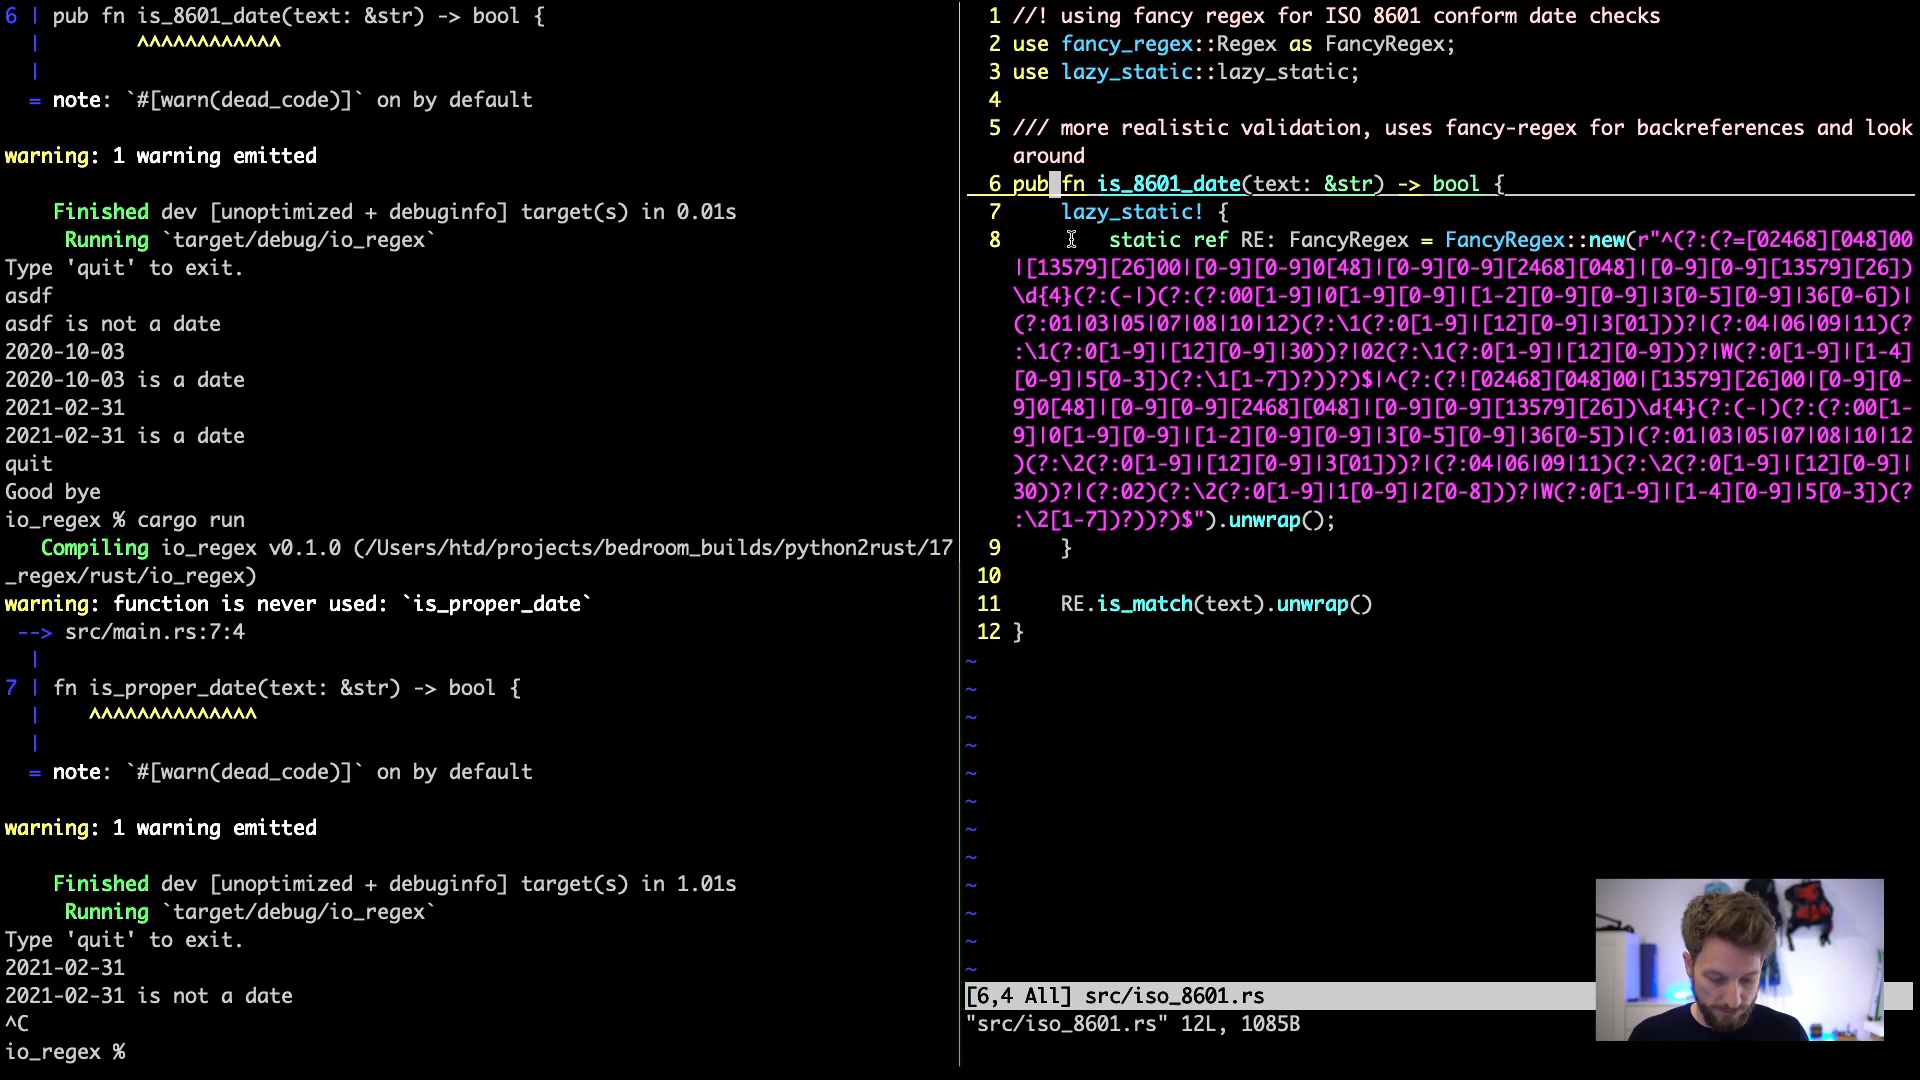 6 | pub fn is_8601_date(text: &str) -> bool {
  |        ^^^^^^^^^^^^
  |
  = note: `#[warn(dead_code)]` on by default

warning: 1 warning emitted

    Finished dev [unoptimized + debuginfo] target(s) in 0.01s
     Running `target/debug/io_regex`
Type 'quit' to exit.
asdf
asdf is not a date
2020-10-03
2020-10-03 is a date
2021-02-31
2021-02-31 is a date
quit
Good bye
io_regex % cargo run
   Compiling io_regex v0.1.0 (/Users/htd/projects/bedroom_builds/python2rust/17
_regex/rust/io_regex)
warning: function is never used: `is_proper_date`
 --> src/main.rs:7:4
  |
7 | fn is_proper_date(text: &str) -> bool {
  |    ^^^^^^^^^^^^^^
  |
  = note: `#[warn(dead_code)]` on by default

warning: 1 warning emitted

    Finished dev [unoptimized + debuginfo] target(s) in 1.01s
     Running `target/debug/io_regex`
Type 'quit' to exit.
2021-02-31
2021-02-31 is not a date
^C
io_regex %
1 //! using fancy regex for ISO 8601 conform date checks
2 use fancy_regex::Regex as FancyRegex;
3 use lazy_static::lazy_static;
4
5 /// more realistic validation, uses fancy-regex for backreferences and look
around
6 pub fn is_8601_date(text: &str) -> bool {
7     lazy_static! {
8         static ref RE: FancyRegex = FancyRegex::new(r"^(?:(?=[02468][048]00
|[13579][26]00|[0-9][0-9]0[48]|[0-9][0-9][2468][048]|[0-9][0-9][13579][26])
\d{4}(?:(-|)(?:(?:00[1-9]|0[1-9][0-9]|[1-2][0-9][0-9]|3[0-5][0-9]|36[0-6])|
(?:01|03|05|07|08|10|12)(?:\1(?:0[1-9]|[12][0-9]|3[01]))?|(?:04|06|09|11)(?
:\1(?:0[1-9]|[12][0-9]|30))?|02(?:\1(?:0[1-9]|[12][0-9]))?|W(?:0[1-9]|[1-4]
[0-9]|5[0-3])(?:\1[1-7])?))?)$|^(?:(?![02468][048]00|[13579][26]00|[0-9][0-
9]0[48]|[0-9][0-9][2468][048]|[0-9][0-9][13579][26])\d{4}(?:(-|)(?:(?:00[1-
9]|0[1-9][0-9]|[1-2][0-9][0-9]|3[0-5][0-9]|36[0-5])|(?:01|03|05|07|08|10|12
)(?:\2(?:0[1-9]|[12][0-9]|3[01]))?|(?:04|06|09|11)(?:\2(?:0[1-9]|[12][0-9]|
30))?|(?:02)(?:\2(?:0[1-9]|1[0-9]|2[0-8]))?|W(?:0[1-9]|[1-4][0-9]|5[0-3])(?
:\2[1-7])?))?)$").unwrap();
9     }
10
11     RE.is_match(text).unwrap()
12 }
~
~
~
~
~
~
~
~
~
~
~
~
[6,4 All] src/iso_8601.rs
"src/iso_8601.rs" 12L, 1085B